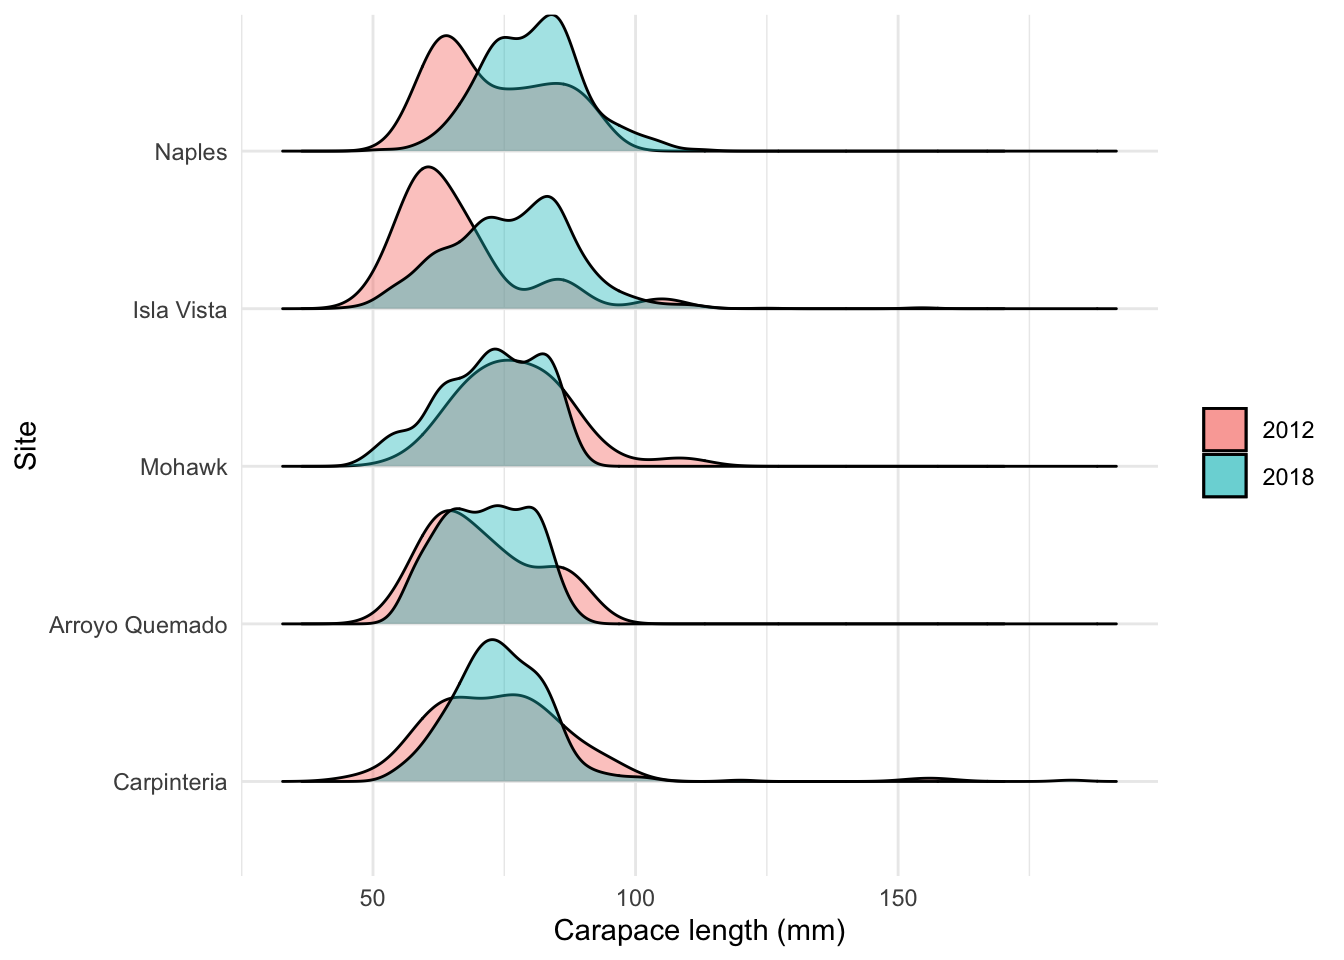 Naples
Isla Vista
Mohawk
Arroyo Quemado
Carpinteria
Site
50 100 150
Carapace length (mm)
2012
2018